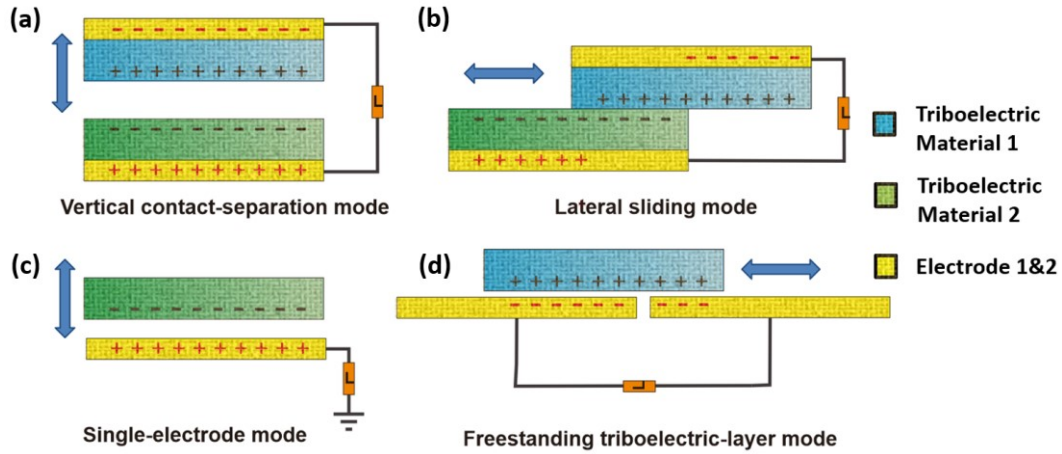 (a)
L
Vertical contact-separation mode
(b)
L
Lateral sliding mode
Triboelectric
Material 1
Triboelectric
Material 2
Electrode 1&2
(c)
L
Single-electrode mode
(d)
L
Freestanding triboelectric-layer mode